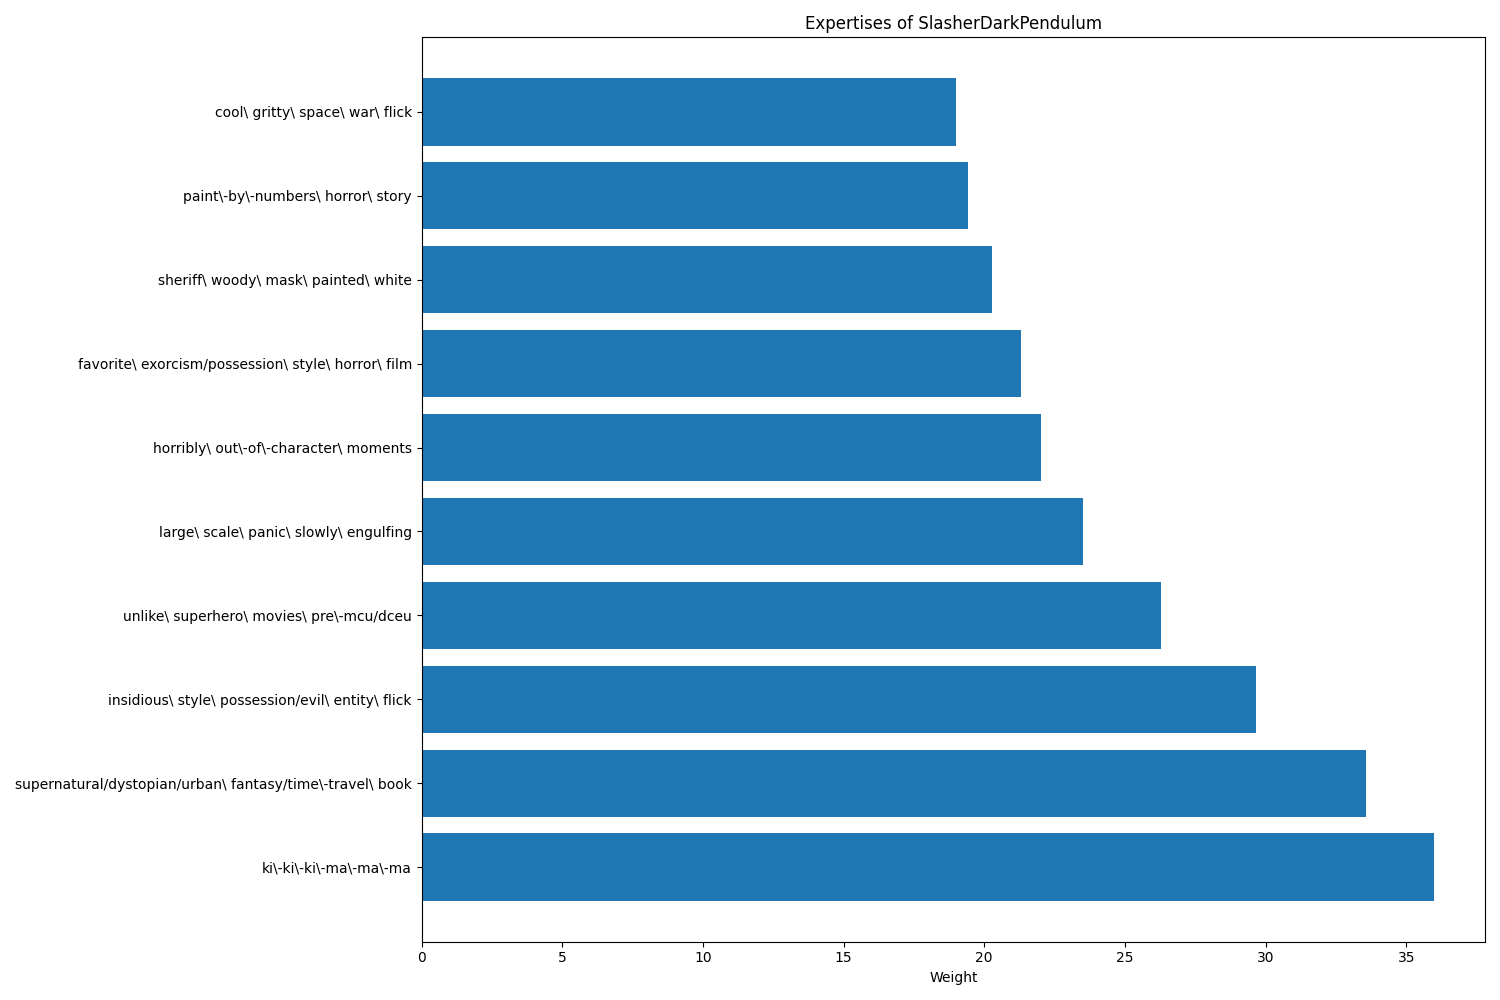 Expertises of SlasherDarkPendulum
cool\ gritty\ space\ war\ flick
paint\-by\-numbers\ horror\ story
sheriff\ woody\ mask\ painted\ white
favorite\ exorcism/possession\ style\ horror\ film
horribly\ out\-of\-character\ moments
large\ scale\ panic\ slowly\ engulfing
unlike\ superhero\ movies\ pre\-mcu/dceu
insidious\ style\ possession/evil\ entity\ flick
supernatural/dystopian/urban\ fantasy/time\-travel\ book
ki\-ki\-ki\-ma\-ma\-ma
0 5 10 15 20 25 30 35
Weight